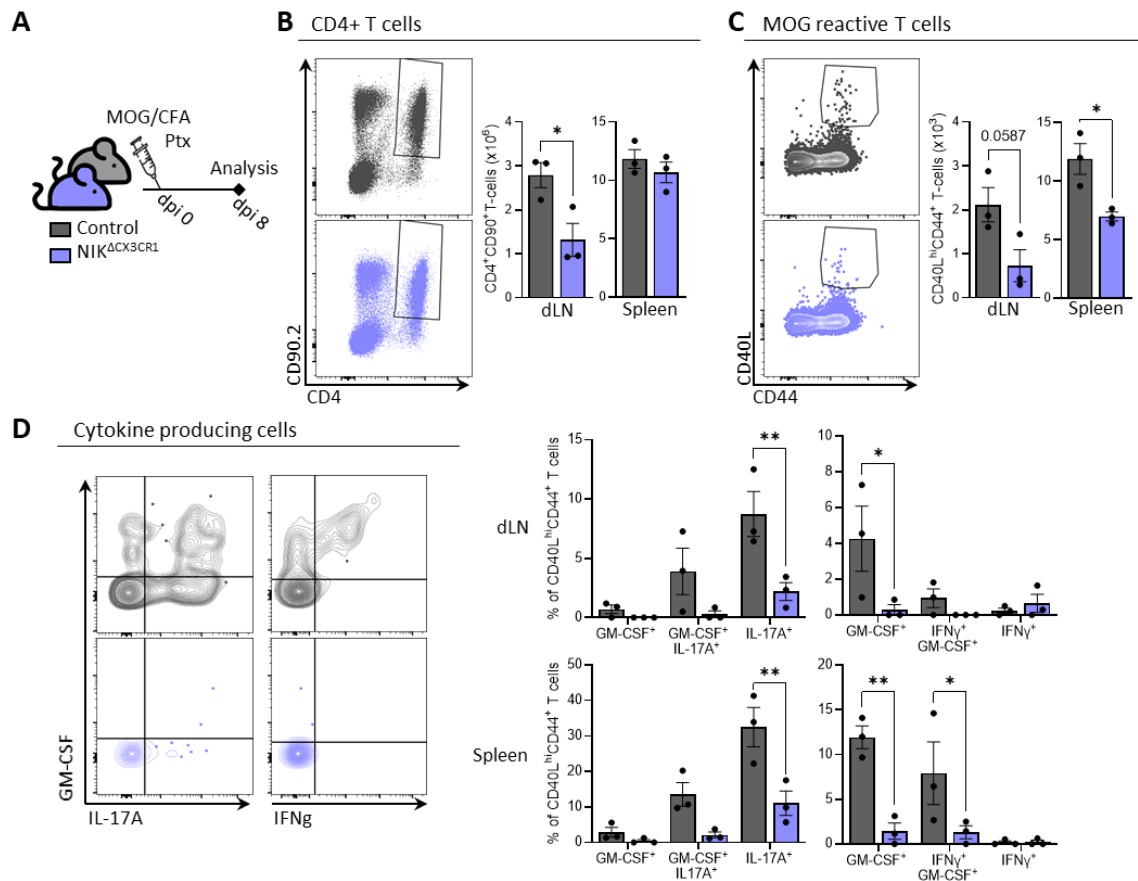 A
MOG/CFA
Ptx
Analysis
dpi 0
dpi 8
Control
NIKΔCX3CR1
B CD4+ T cells
CD90.2
CD4
CD4+CD90+T-cells (x10⁶)
4
3
2
1
0
*
dLN
15
10
5
0
Spleen
C MOG reactive T cells
CD40L
CD44
CD40LhiCD44+ T-cells (x10³)
4
3
2
1
0
0.0587
dLN
15
10
5
0
*
Spleen
D Cytokine producing cells
GM-CSF
IL-17A
IFNg
dLN
% of CD40LhiCD44+ T cells
15
10
5
0
**
GM-CSF+
GM-CSF+
IL-17A+
IL-17A+
10
8
6
4
2
0
*
GM-CSF+
IFNγ+
GM-CSF+
IFNγ+
Spleen
% of CD40LhiCD44+ T cells
50
40
30
20
10
0
**
GM-CSF+
GM-CSF+
IL17A+
IL-17A+
20
15
10
5
0
**
*
GM-CSF+
IFNγ+
GM-CSF+
IFNγ+